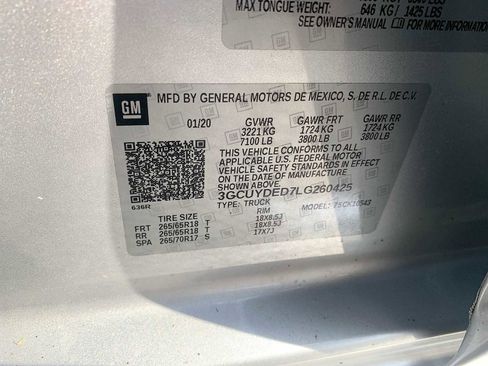 MAX TONGUE WEIGHT: 646 KG / 1425 LBS
SEE OWNER'S MANUAL FOR MORE INFORMATION
GM
MFD BY GENERAL MOTORS DE MEXICO, S. DE R.L. DE C.V.
01/20 GVWR GAWR FRT GAWR RR
3221 KG 1724 KG 1724 KG
7100 LB 3800 LB 3800 LB
THIS VEHICLE CONFORMS TO ALL
APPLICABLE U.S. FEDERAL MOTOR
VEHICLE SAFETY STANDARDS IN
EFFECT ON THE DATE OF
MANUFACTURE SHOWN ABOVE.
3GCUYDED7LG260425
636R
TYPE: TRUCK MODEL: T5CK10543
TIRE SIZE RIM
FRT 265/65R18 T 18X8.5J
RR 265/65R18 T 18X8.5J
SPA 265/70R17 S 17X7J